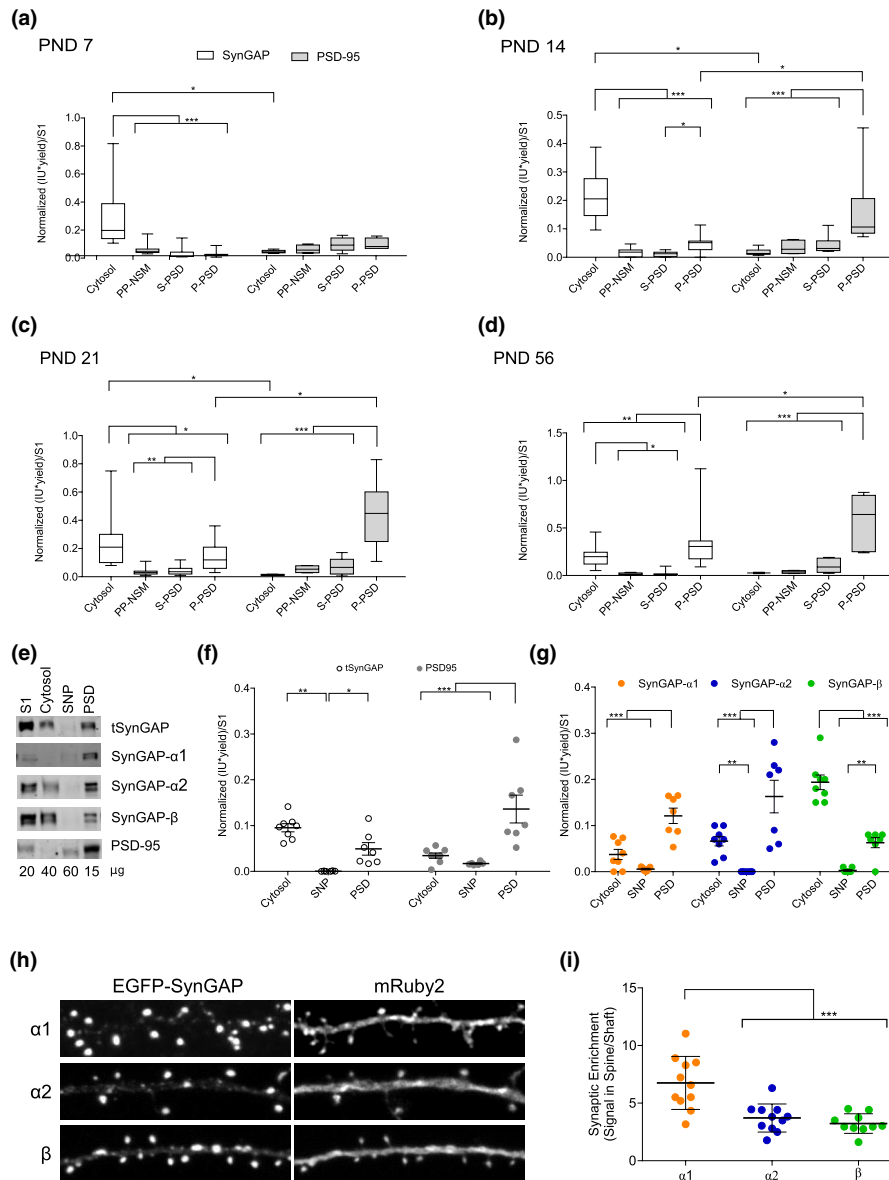 (a)
PND 7
SynGAP
PSD-95
Normalized (IU*yield)/S1
1.0
0.8
0.6
0.4
0.2
0.0
*
***
Cytosol
PP-NSM
S-PSD
P-PSD
Cytosol
PP-NSM
S-PSD
P-PSD
(b)
PND 14
Normalized (IU*yield)/S1
0.5
0.4
0.3
0.2
0.1
0.0
*
*
***
***
*
Cytosol
PP-NSM
S-PSD
P-PSD
Cytosol
PP-NSM
S-PSD
P-PSD
(c)
PND 21
Normalized (IU*yield)/S1
1.0
0.8
0.6
0.4
0.2
0.0
*
*
*
***
**
Cytosol
PP-NSM
S-PSD
P-PSD
Cytosol
PP-NSM
S-PSD
P-PSD
(d)
PND 56
Normalized (IU*yield)/S1
1.5
1.0
0.5
0.0
*
**
***
*
Cytosol
PP-NSM
S-PSD
P-PSD
Cytosol
PP-NSM
S-PSD
P-PSD
(e)
S1 Cytosol SNP PSD
tSynGAP
SynGAP-α1
SynGAP-α2
SynGAP-β
PSD-95
20 40 60 15 µg
(f)
tSynGAP
PSD95
Normalized (IU*yield)/S1
0.4
0.3
0.2
0.1
0.0
**
*
***
Cytosol
SNP
PSD
Cytosol
SNP
PSD
(g)
SynGAP-α1
SynGAP-α2
SynGAP-β
Normalized (IU*yield)/S1
0.4
0.3
0.2
0.1
0.0
***
***
***
**
**
Cytosol
SNP
PSD
Cytosol
SNP
PSD
Cytosol
SNP
PSD
(h)
EGFP-SynGAP
mRuby2
α1
α2
β
(i)
Synaptic Enrichment
(Signal in Spine/Shaft)
15
10
5
0
***
α1
α2
β